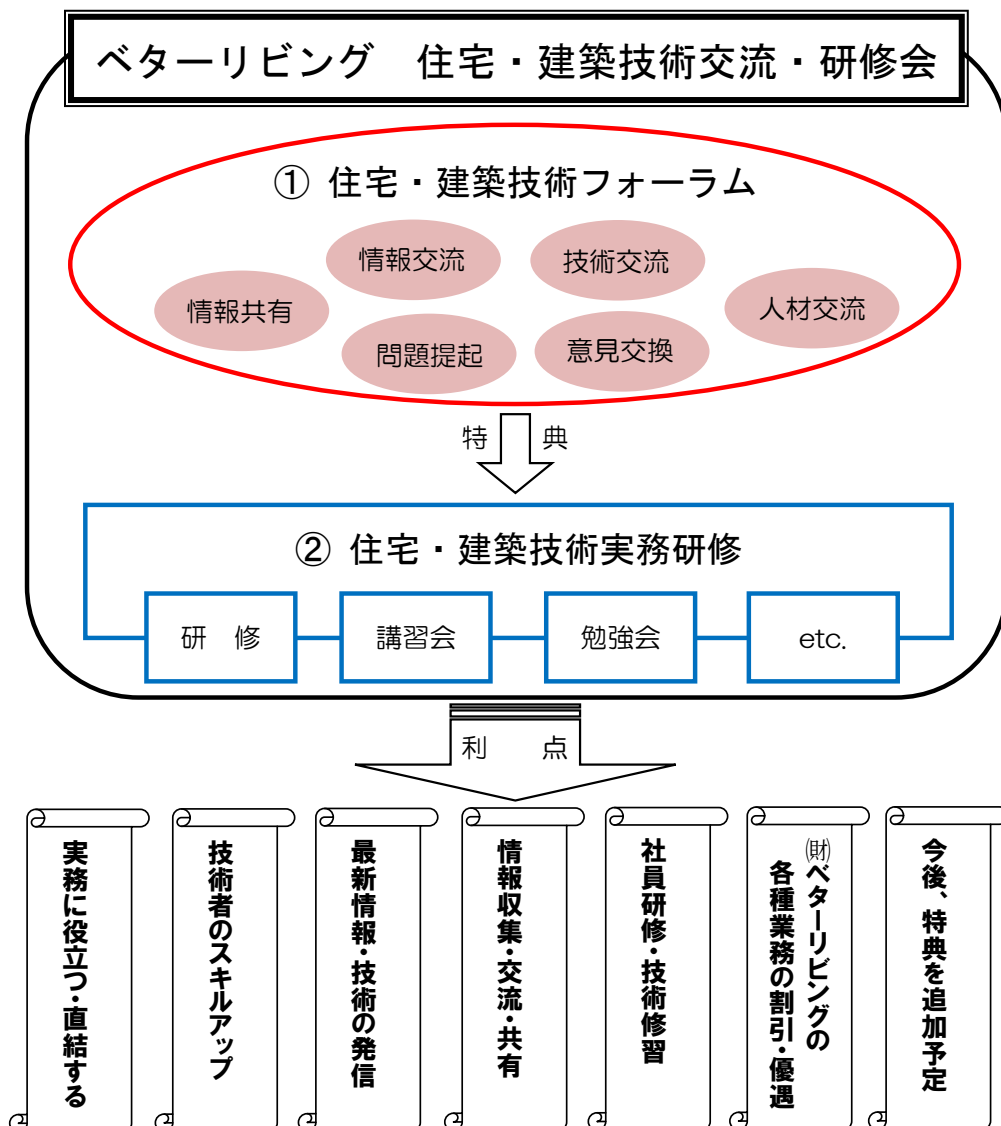 ベターリビング　住宅・建築技術交流・研修会
① 住宅・建築技術フォーラム
情報交流
技術交流
情報共有
人材交流
問題提起
意見交換
特　典
② 住宅・建築技術実務研修
研　修
講習会
勉強会
etc.
利　点
実務に役立つ・直結する
技術者のスキルアップ
最新情報・技術の発信
情報収集・交流・共有
社員研修・技術修習
㈶ベターリビングの
各種業務の割引・優遇
今後、特典を追加予定